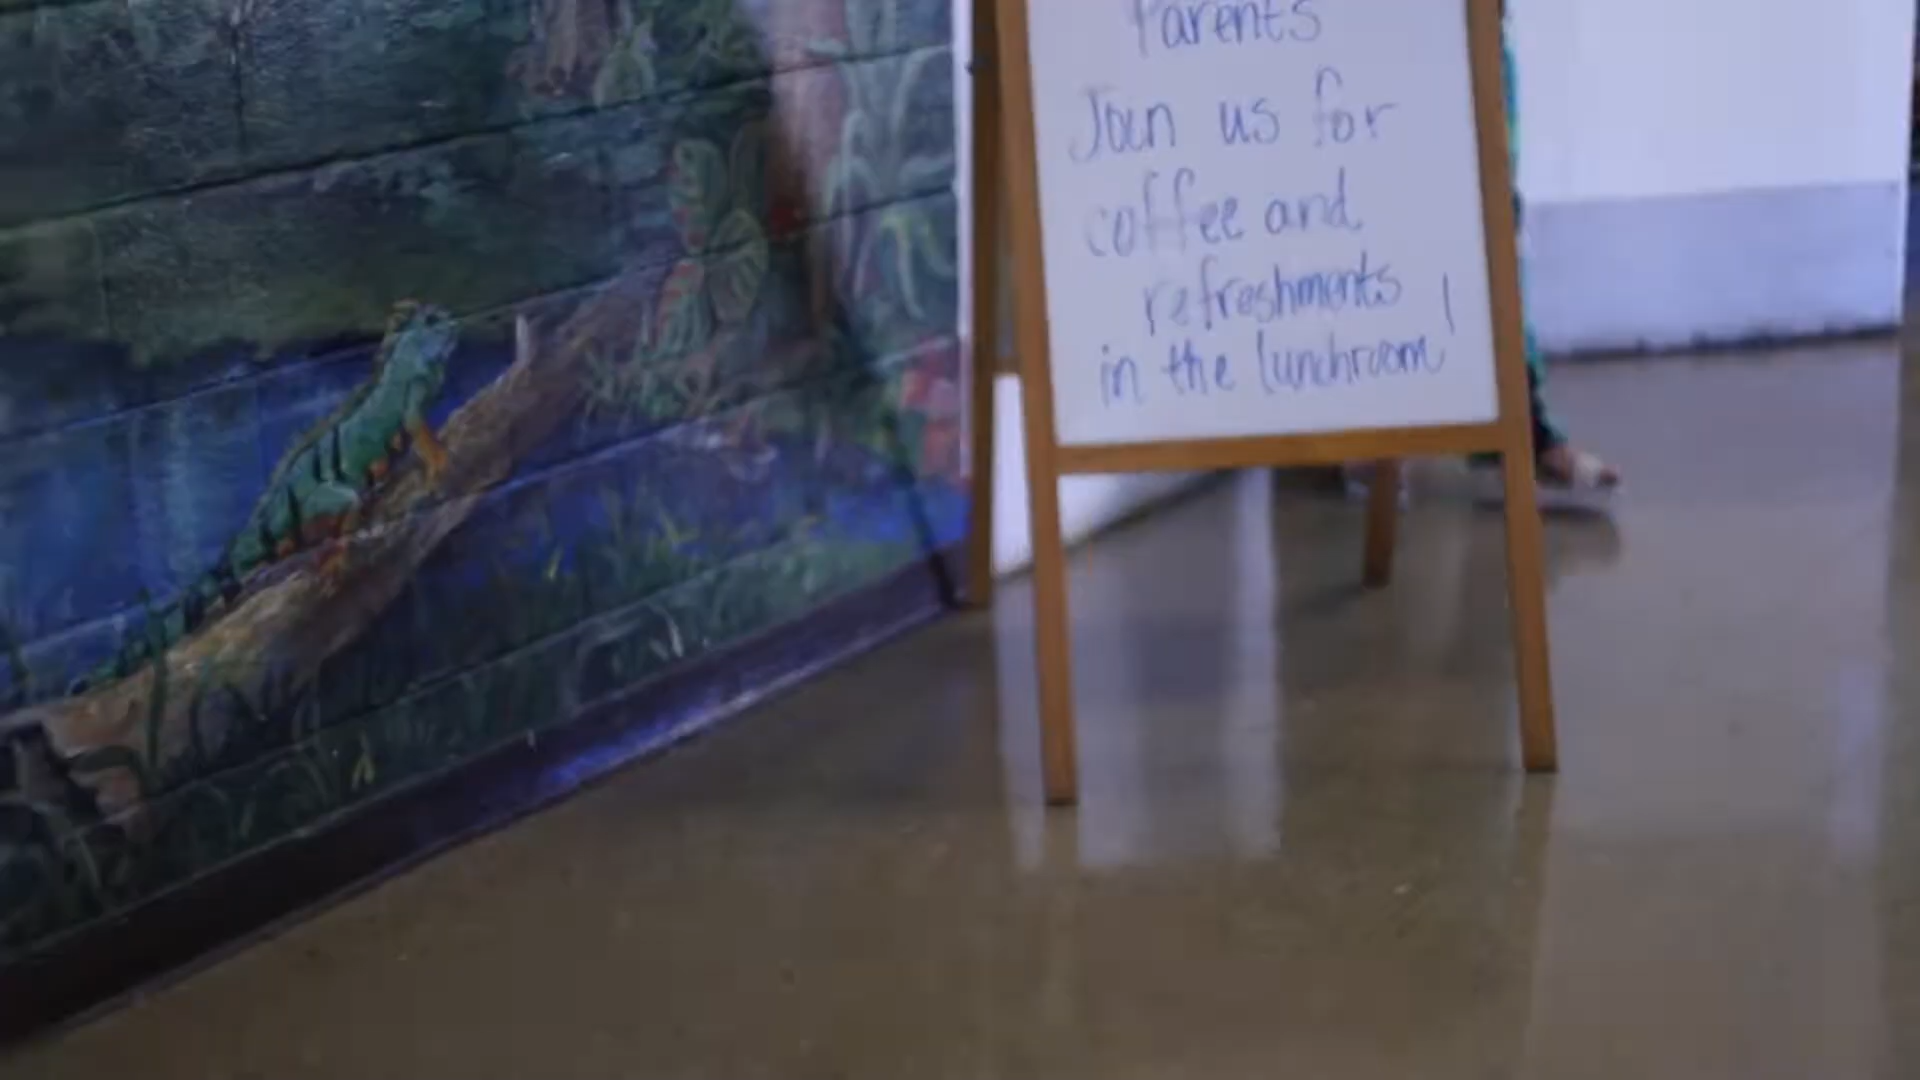 Parents
Join us for
coffee and
refreshments
in the lunchroom!